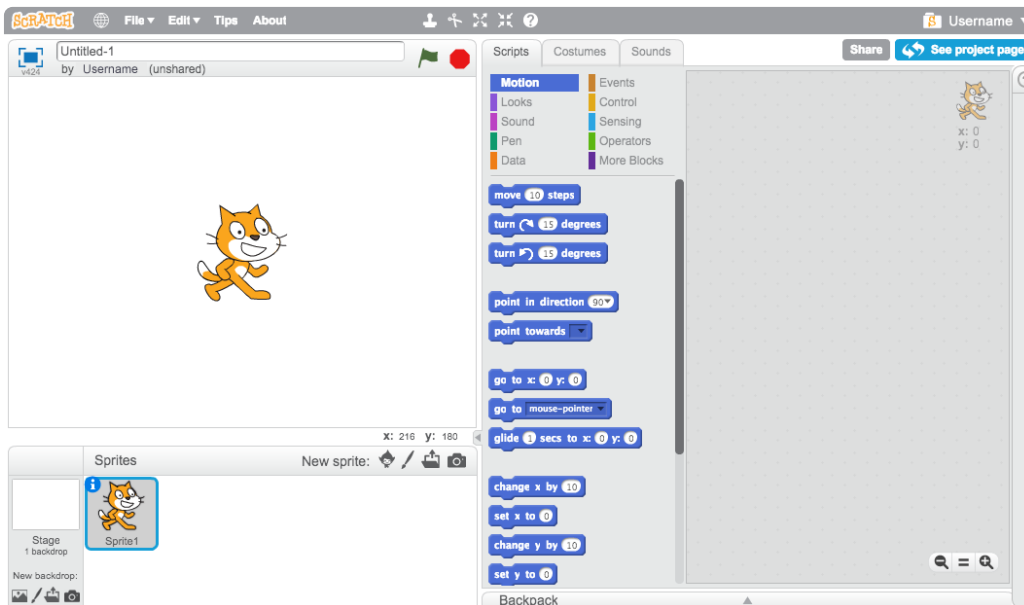 SCRATCH File Edit Tips About Username
Untitled-1
v424 by Username (unshared)
Scripts Costumes Sounds Share See project page
Motion Events
Looks Control
Sound Sensing
Pen Operators
Data More Blocks
x: 0
y: 0
move 10 steps
turn 15 degrees
turn 15 degrees
point in direction 90
point towards
go to x: 0 y: 0
go to mouse-pointer
glide 1 secs to x: 0 y: 0
change x by 10
set x to 0
change y by 10
set y to 0
X: 216 y: 180
Sprites New sprite:
Stage
1 backdrop
New backdrop:
Sprite1
Backpack